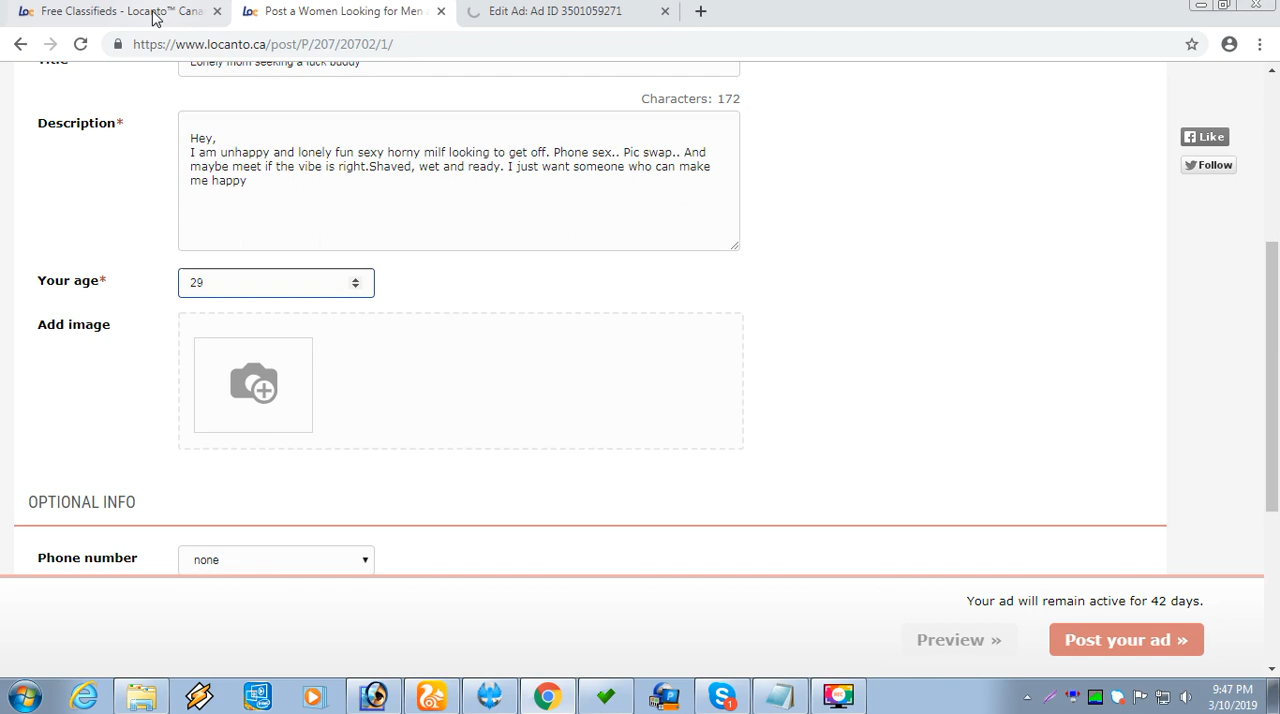 Free Classifieds - Locanto™ Cana
Post a Women Looking for Men
Edit Ad: Ad ID 3501059271
https://www.locanto.ca/post/P/207/20702/1/
Title
Lonely mom seeking a fuck buddy
Characters: 172
Description*
Hey,
I am unhappy and lonely fun sexy horny milf looking to get off. Phone sex.. Pic swap.. And
maybe meet if the vibe is right.Shaved, wet and ready. I just want someone who can make
me happy
Like
Follow
Your age*
29
Add image
OPTIONAL INFO
Phone number
none
Your ad will remain active for 42 days.
Preview »
Post your ad »
9:47 PM
3/10/2019